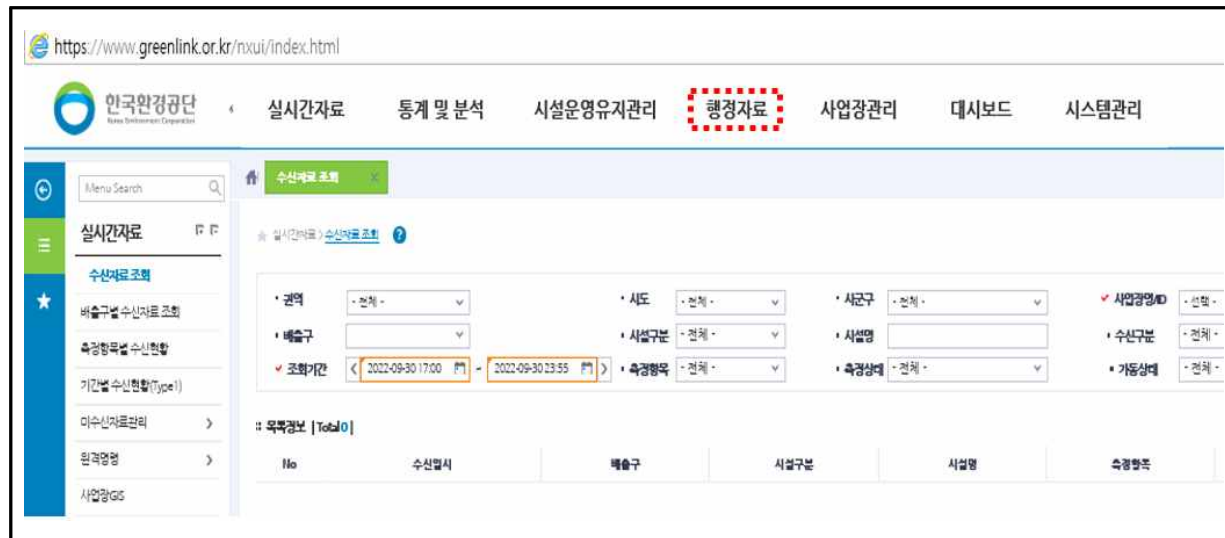 https://www.greenlink.or.kr/nxui/index.html
한국환경공단
Korea Environment Corporation
실시간자료 통계 및 분석 시설운영유지관리 행정자료 사업장관리 대시보드 시스템관리
Menu Search 수신자료 조회
실시간자료
실시간자료 > 수신자료 조회
수신자료 조회
권역 - 전체 - 시도 - 전체 - 시군구 - 전체 - 사업장명/ID - 선택 -
배출구별 수신자료 조회
배출구 시설구분 - 전체 - 시설명 수신구분 - 전체 -
측정항목별 수신현황
조회기간 2022-09-30 17:00 ~ 2022-09-30 23:55 측정항목 - 전체 - 측정상태 - 전체 - 가동상태 - 전체 -
기간별 수신현황(Type1)
미수신자료관리
목록정보 | Total 0 |
원격명령
No 수신일시 배출구 시설구분 시설명 측정항목
사업장GIS